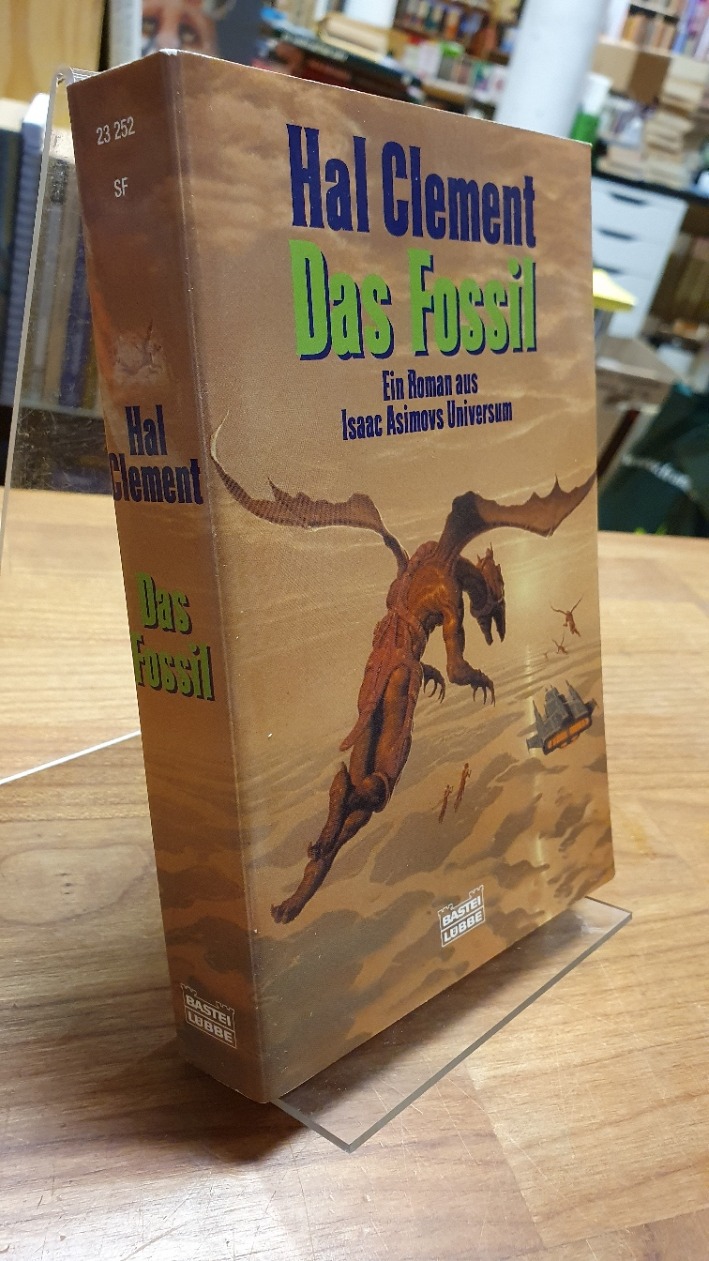 23 252
SF
Hal
Clement
Das
Fossil
BASTEI
LÜBBE
Hal Clement
Das Fossil
Ein Roman aus
Isaac Asimovs Universum
BASTEI
LÜBBE